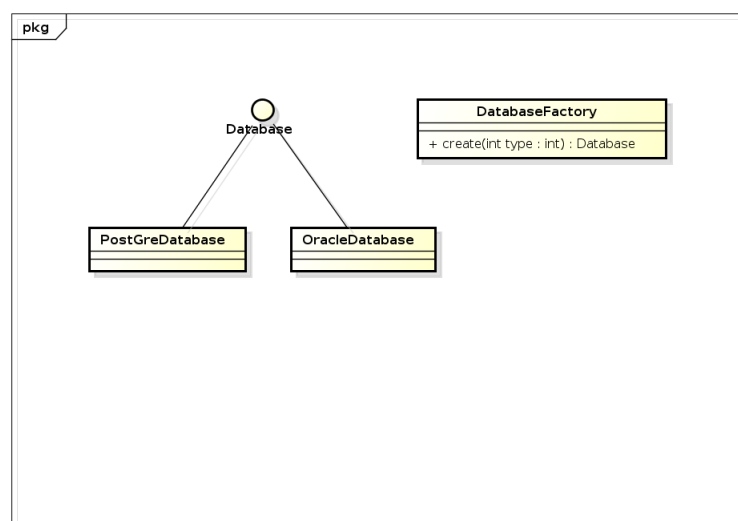 pkg
Database
DatabaseFactory
+ create(int type : int) : Database
PostGreDatabase
OracleDatabase